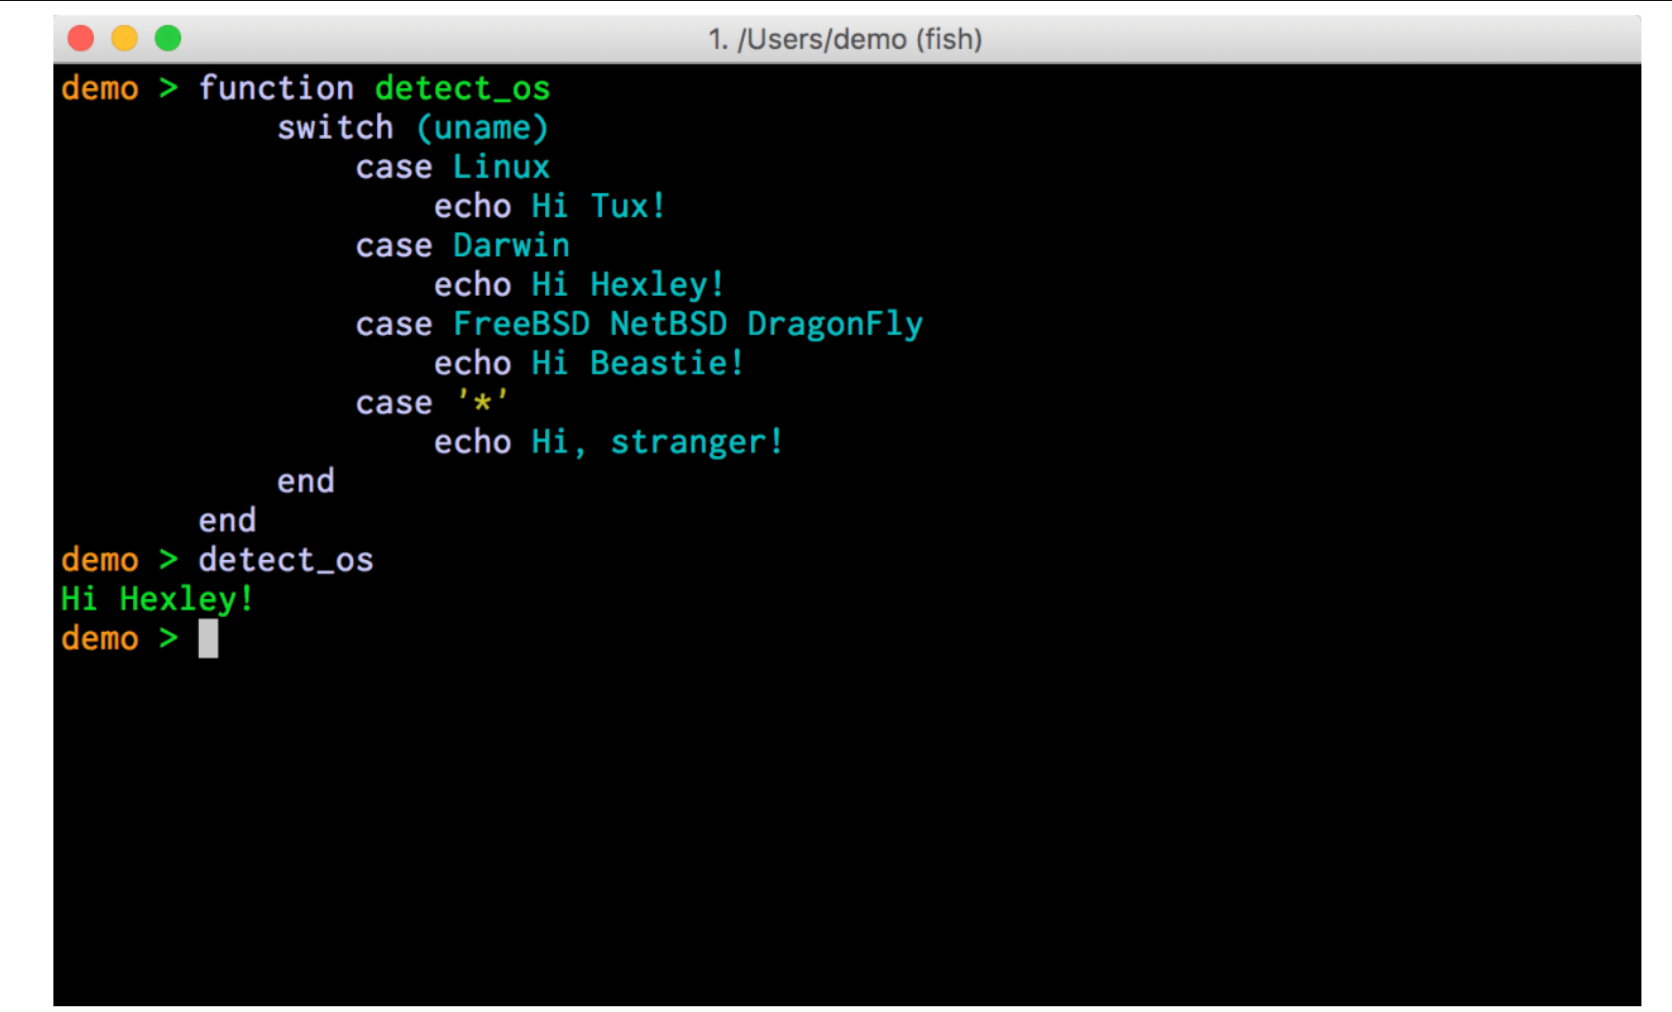 1. /Users/demo (fish)
demo > function detect_os
switch (uname)
case Linux
echo Hi Tux!
case Darwin
echo Hi Hexley!
case FreeBSD NetBSD DragonFly
echo Hi Beastie!
case '*'
echo Hi, stranger!
end
end
demo > detect_os
Hi Hexley!
demo >